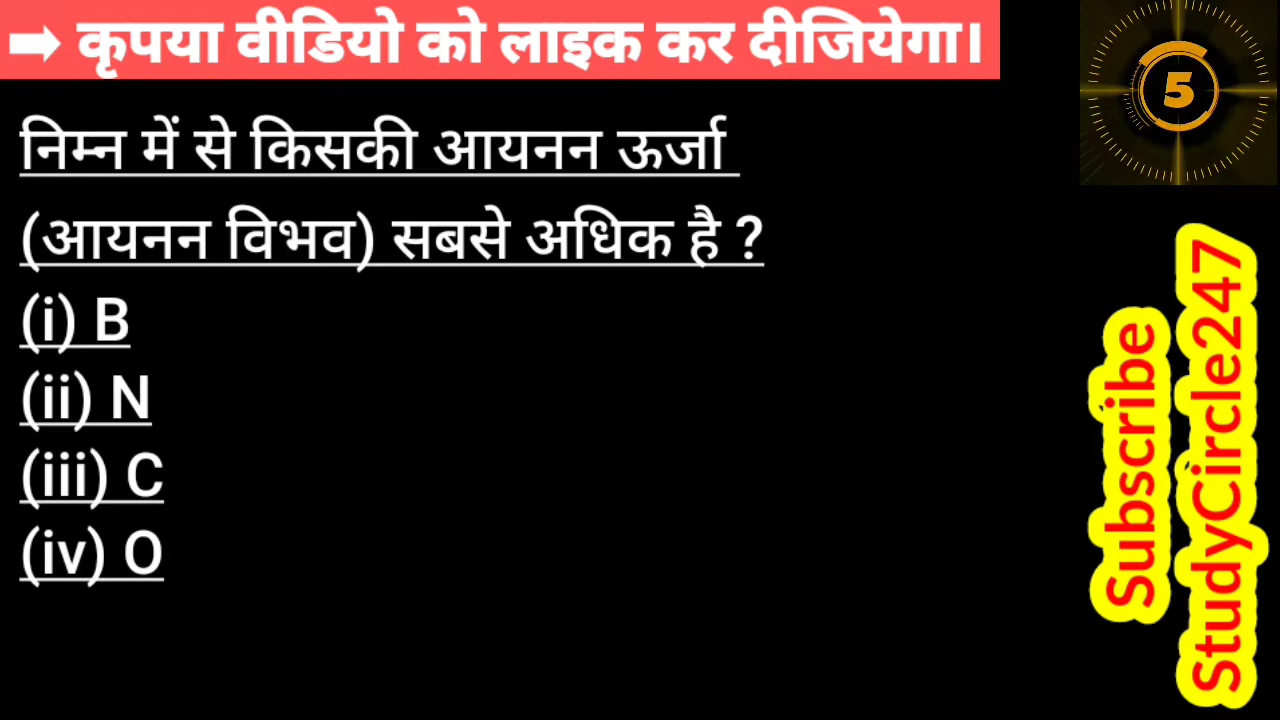 ➡ कृपया वीडियो को लाइक कर दीजियेगा।
5
निम्न में से किसकी आयनन ऊर्जा
(आयनन विभव) सबसे अधिक है ?
(i) B
(ii) N
(iii) C
(iv) O
Subscribe
StudyCircle247